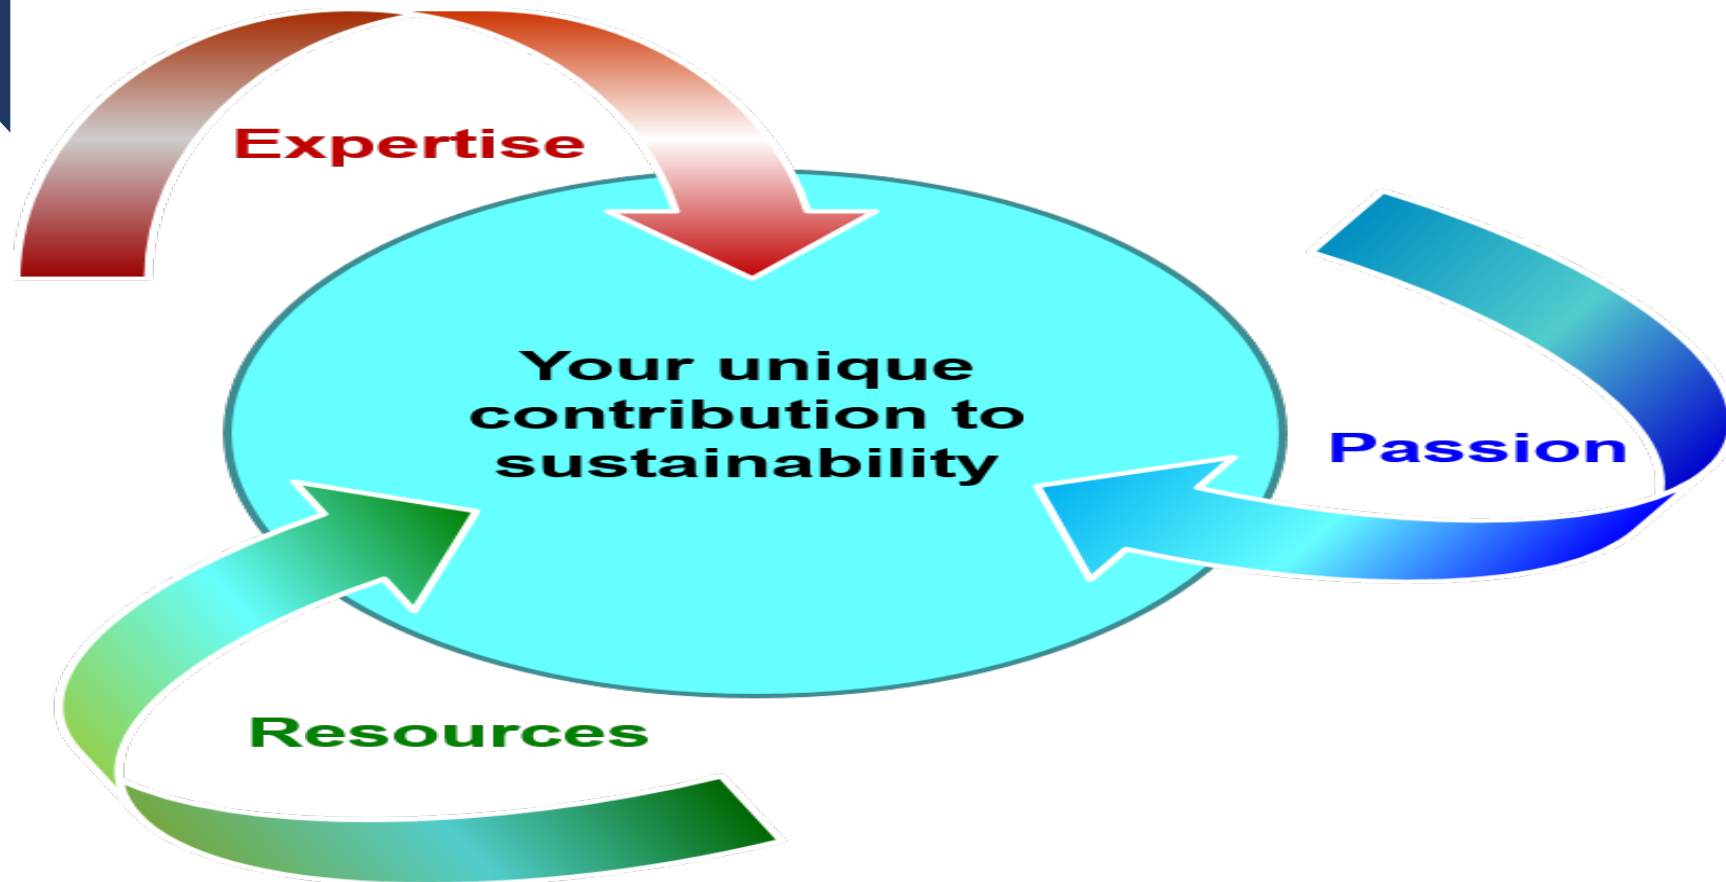 Expertise
Your unique
contribution to
sustainability
Passion
Resources